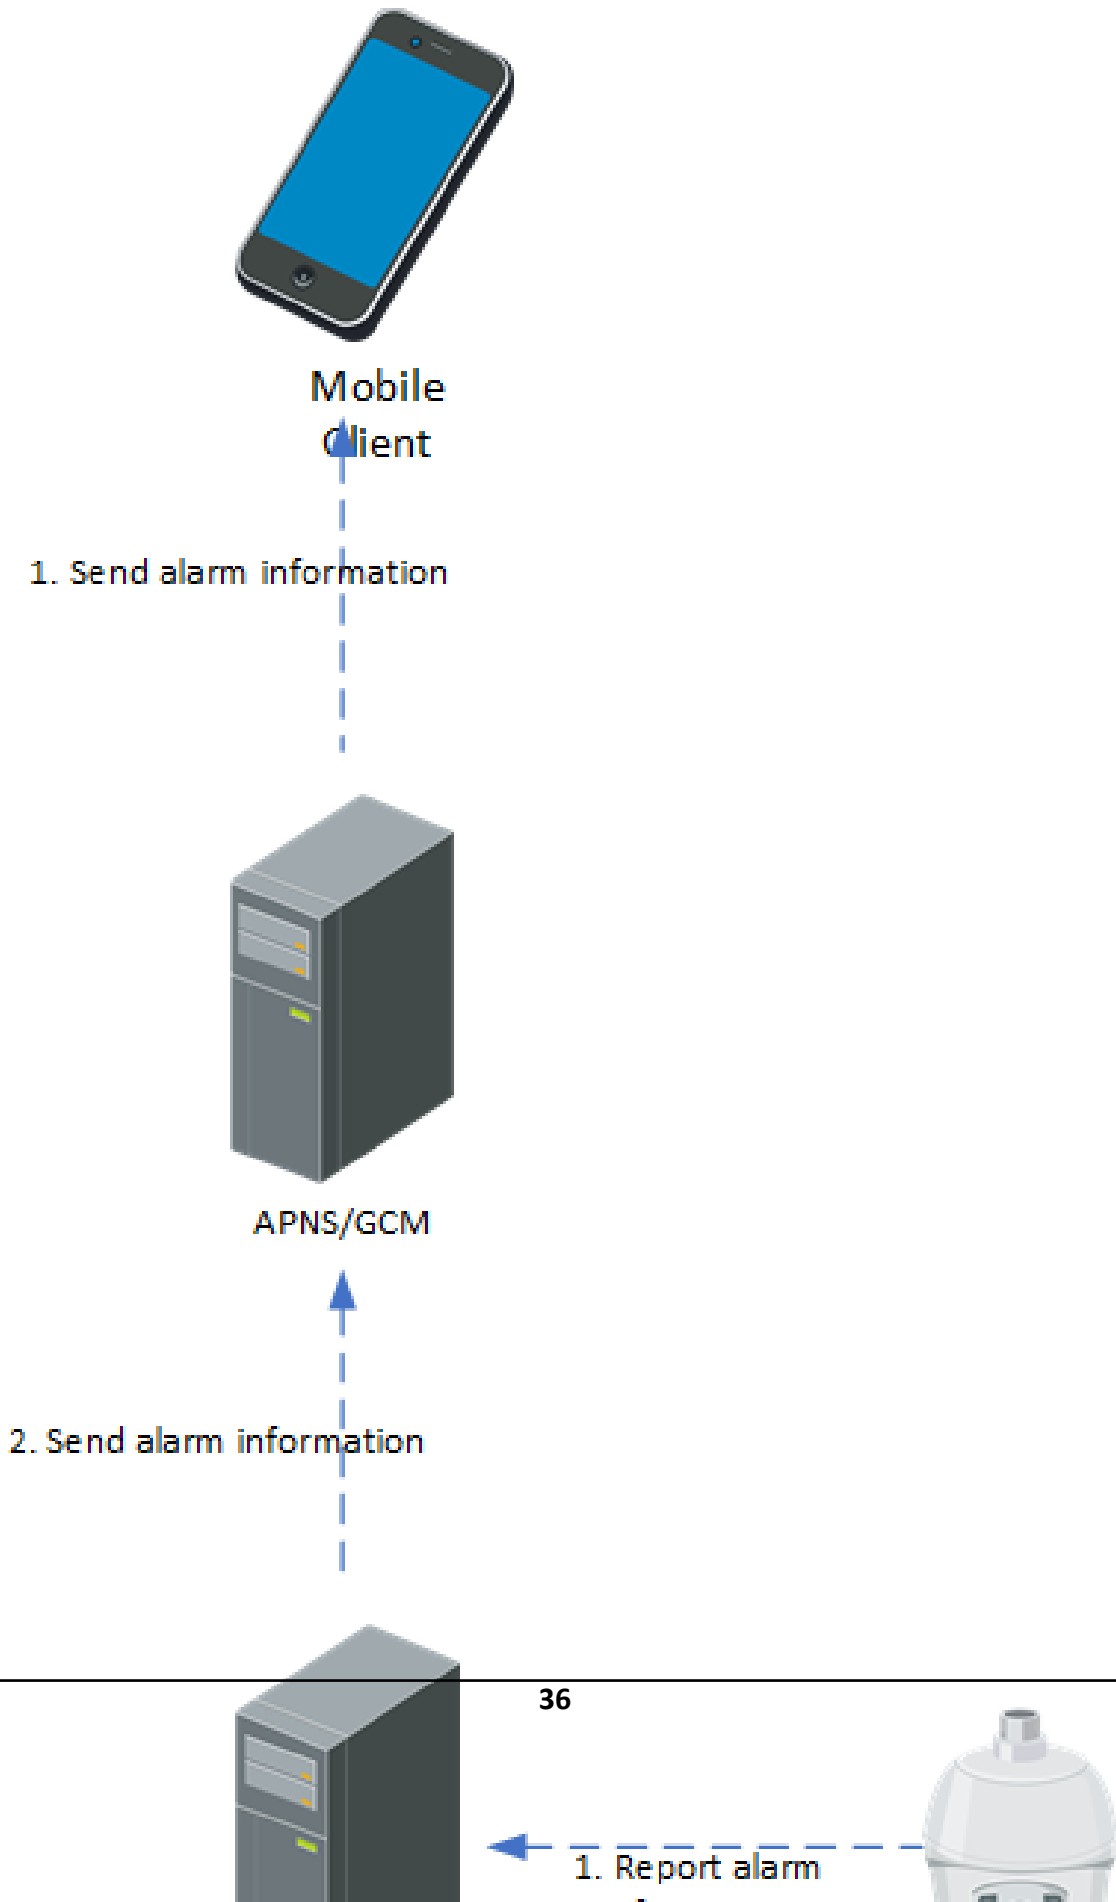 Mobile
Client
1. Send alarm information
APNS/GCM
2. Send alarm information
36
1. Report alarm